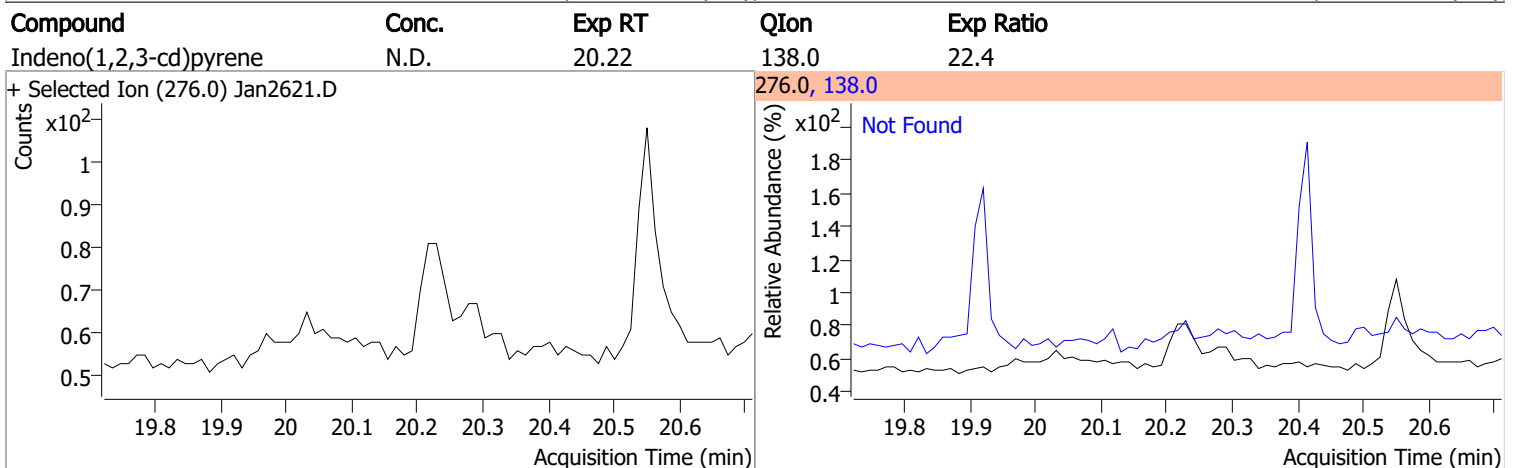 Compound Conc. Exp RT QIon Exp Ratio
Indeno(1,2,3-cd)pyrene N.D. 20.22 138.0 22.4
+ Selected Ion (276.0) Jan2621.D
Counts
x10²
1
0.9
0.8
0.7
0.6
0.5
19.8 19.9 20 20.1 20.2 20.3 20.4 20.5 20.6
Acquisition Time (min)
276.0, 138.0
Relative Abundance (%)
x10²
Not Found
1.8
1.6
1.4
1.2
1
0.8
0.6
0.4
19.8 19.9 20 20.1 20.2 20.3 20.4 20.5 20.6
Acquisition Time (min)